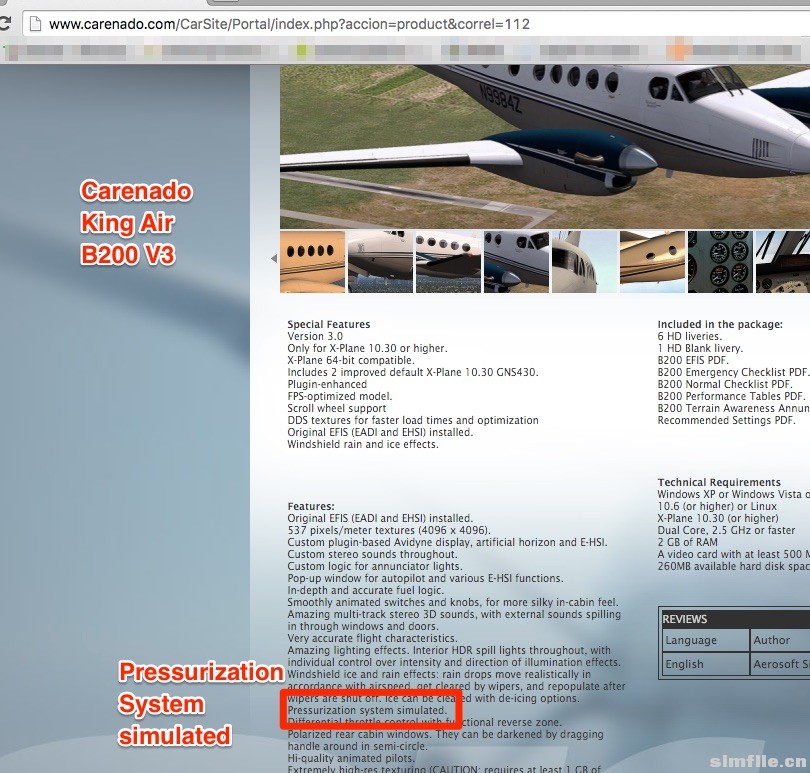 www.carenado.com/CarSite/Portal/index.php?accion=product&correl=112
N9984Z
Carenado
King Air
B200 V3
Special Features
Version 3.0
Only for X-Plane 10.30 or higher.
X-Plane 64-bit compatible.
Includes 2 improved default X-Plane 10.30 GNS430.
Plugin-enhanced
FPS-optimized model.
Scroll wheel support
DDS textures for faster load times and optimization
Original EFIS (EADI and EHSI) installed.
Windshield rain and ice effects.
Included in the package:
6 HD liveries.
1 HD Blank livery.
B200 EFIS PDF.
B200 Emergency Checklist PDF.
B200 Normal Checklist PDF.
B200 Performance Tables PDF.
B200 Terrain Awareness Annun
Recommended Settings PDF.
Features:
Original EFIS (EADI and EHSI) installed.
537 pixels/meter textures (4096 x 4096).
Custom plugin-based Avidyne display, artificial horizon and E-HSI.
Custom stereo sounds throughout.
Custom logic for annunciator lights.
Pop-up window for autopilot and various E-HSI functions.
In-depth and accurate fuel logic.
Smoothly animated switches and knobs, for more silky in-cabin feel.
Amazing multi-track stereo 3D sounds, with external sounds spilling
in through windows and doors.
Very accurate flight characteristics.
Amazing lighting effects. Interior HDR spill lights throughout, with
individual control over intensity and direction of illumination effects.
Windshield ice and rain effects: rain drops move realistically in
accordance with airspeed, get cleared by wipers, and repopulate after
wipers are shut off. Ice can be cleared with de-icing options.
Pressurization system simulated.
Differential throttle control with functional reverse zone.
Polarized rear cabin windows. They can be darkened by dragging
handle around in semi-circle.
Hi-quality animated pilots.
Extremely high-res texturing (CAUTION: requires at least 1 GB of
Technical Requirements
Windows XP or Windows Vista o
10.6 (or higher) or Linux
X-Plane 10.30 (or higher)
Dual Core, 2.5 GHz or faster
2 GB of RAM
A video card with at least 500 M
260MB available hard disk spac
REVIEWS
Language Author
English Aerosoft Si
Pressurization
System
simulated
simfile.cn